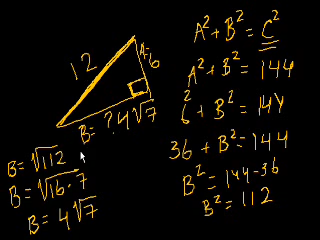 12
A=6
B= ? 4√7
A² + B² = C²
A² + B² = 144
6² + B² = 144
36 + B² = 144
B² = 144-36
B² = 112
B = √112
B = √16·7
B = 4√7